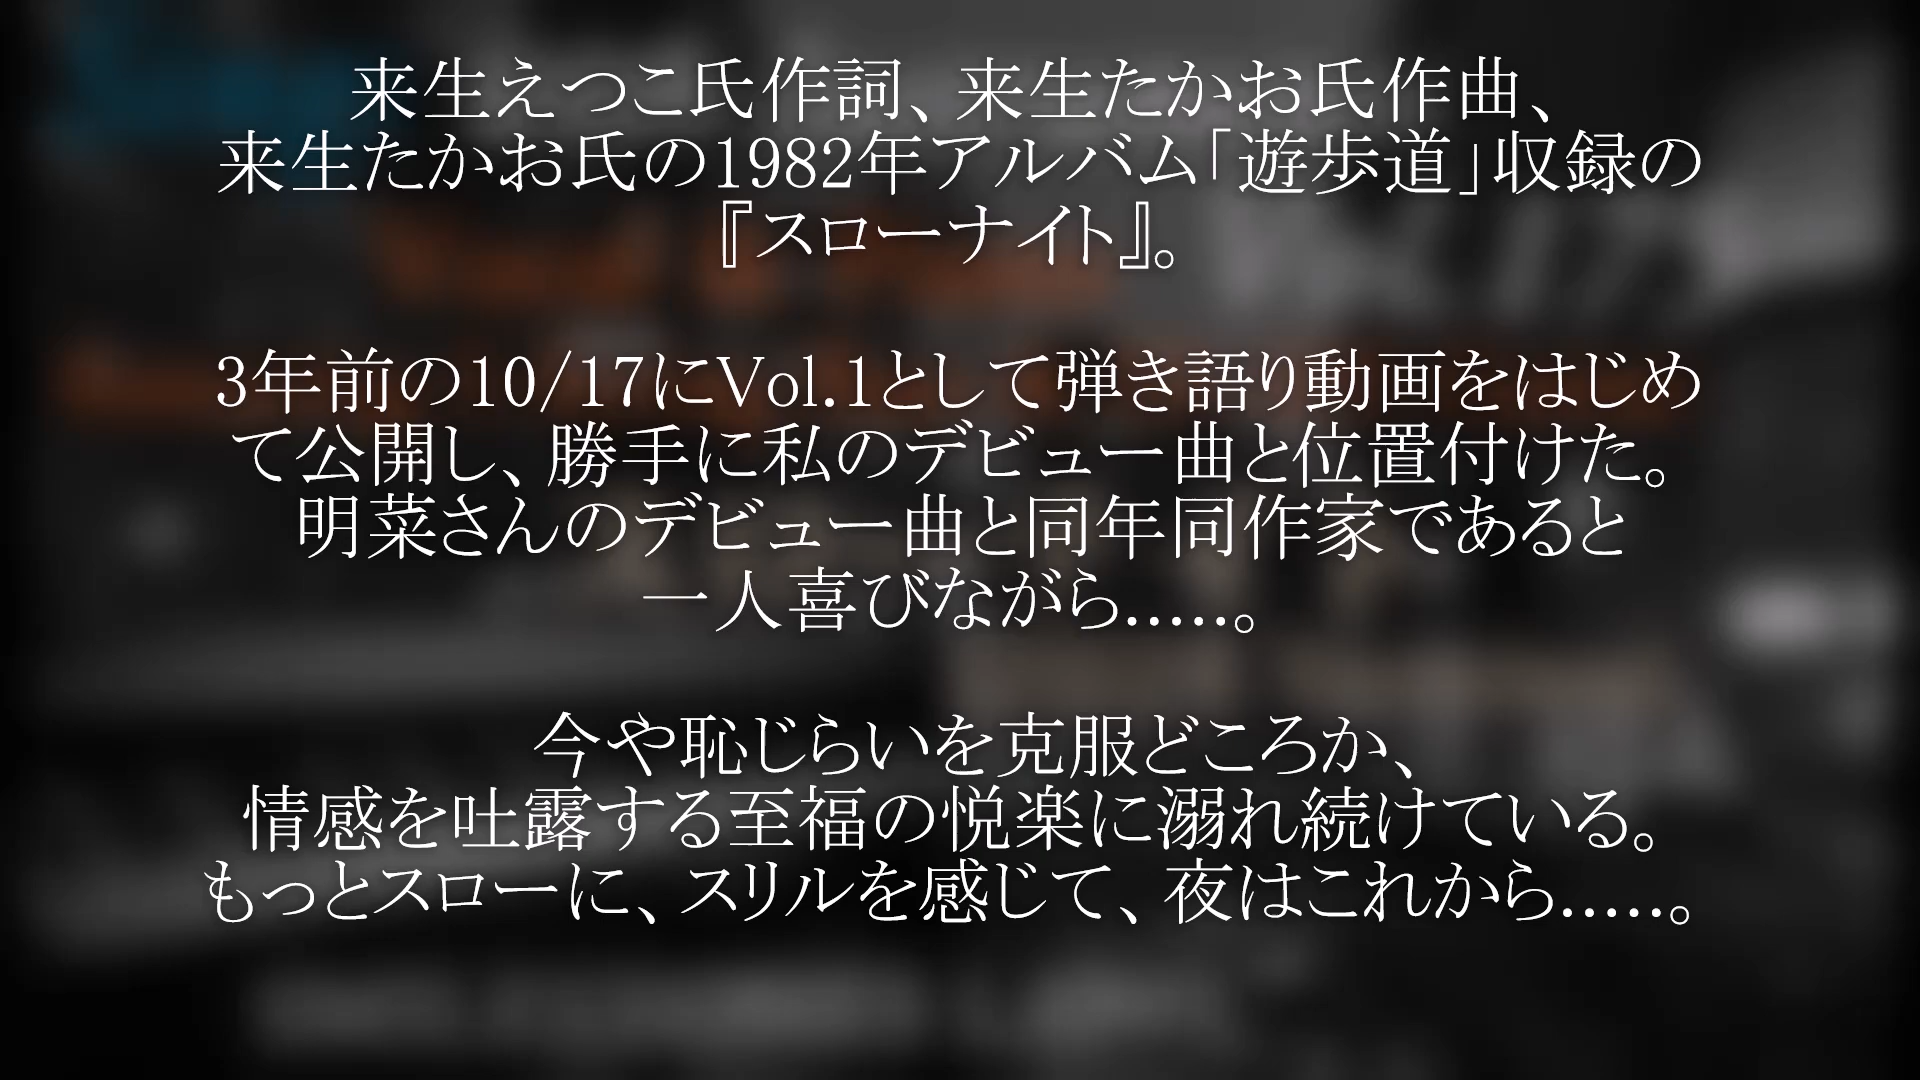 来生えつこ氏作詞、来生たかお氏作曲、
来生たかお氏の1982年アルバム「遊歩道」収録の
『スローナイト』。
3年前の10/17にVol.1として弾き語り動画をはじめ
て公開し、勝手に私のデビュー曲と位置付けた。
明菜さんのデビュー曲と同年同作家であると
一人喜びながら.....。
今や恥じらいを克服どころか、
情感を吐露する至福の悦楽に溺れ続けている。
もっとスローに、スリルを感じて、夜はこれから.....。